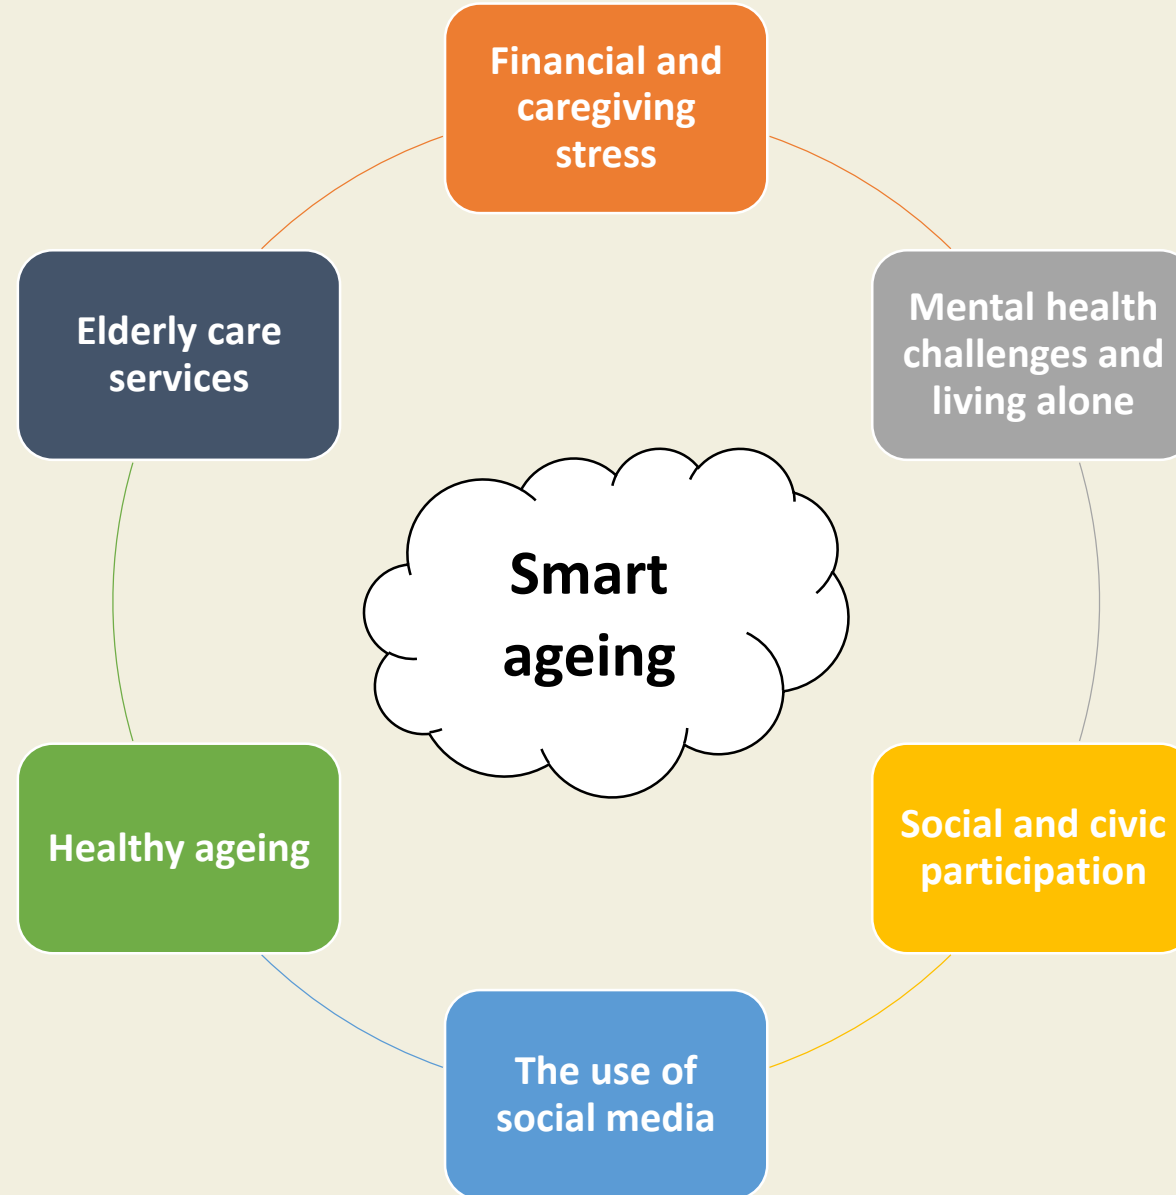 Financial and
caregiving
stress
Elderly care
services
Mental health
challenges and
living alone
Smart
ageing
Healthy ageing
Social and civic
participation
The use of
social media